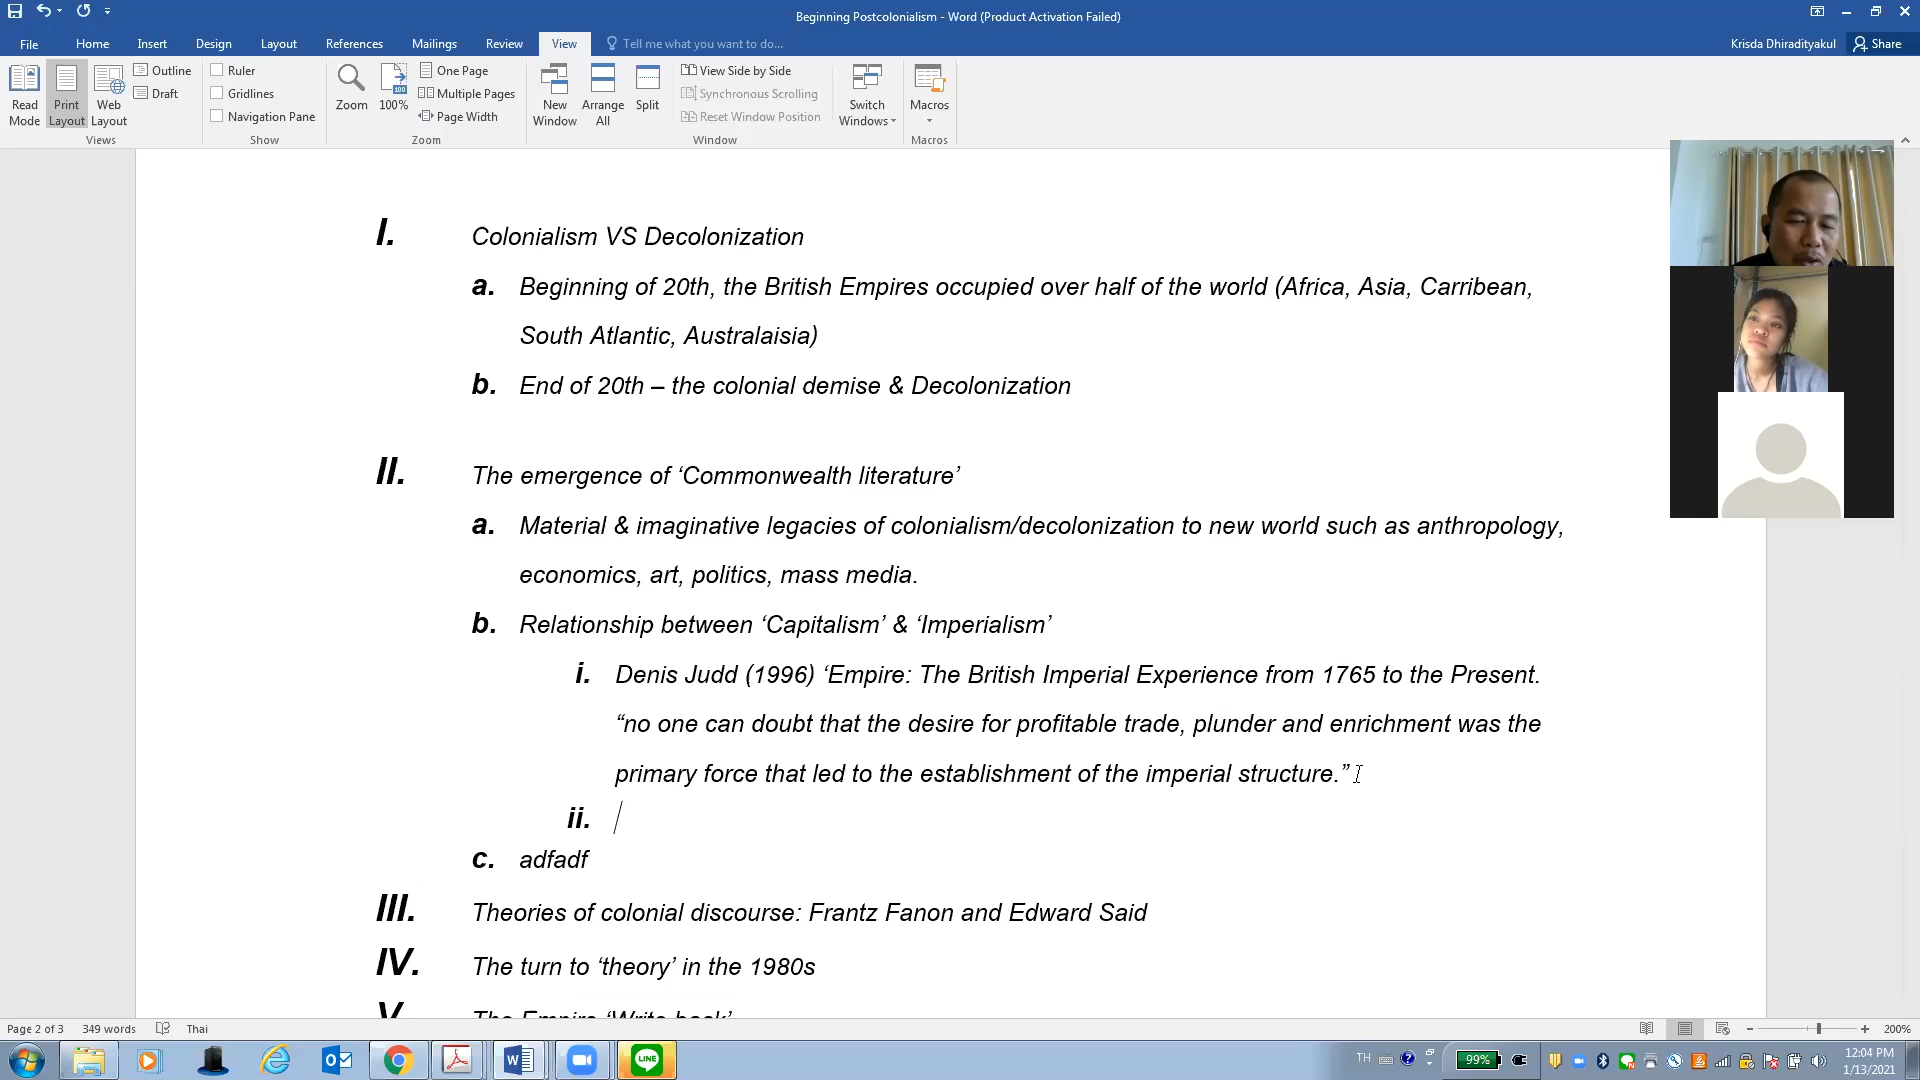 Beginning Postcolonialism - Word (Product Activation Failed)
File Home Insert Design Layout References Mailings Review View Tell me what you want to do... Krisda Dhiradityakul Share
Read Mode
Print Layout
Web Layout
Outline
Draft
Views
Ruler
Gridlines
Navigation Pane
Show
Zoom
100%
One Page
Multiple Pages
Page Width
Zoom
New Window
Arrange All
Split
View Side by Side
Synchronous Scrolling
Reset Window Position
Window
Switch Windows
Macros
Macros
I. Colonialism VS Decolonization
a. Beginning of 20th, the British Empires occupied over half of the world (Africa, Asia, Carribean,
South Atlantic, Australaisia)
b. End of 20th – the colonial demise & Decolonization
II. The emergence of ‘Commonwealth literature’
a. Material & imaginative legacies of colonialism/decolonization to new world such as anthropology,
economics, art, politics, mass media.
b. Relationship between ‘Capitalism’ & ‘Imperialism’
i. Denis Judd (1996) ‘Empire: The British Imperial Experience from 1765 to the Present.
“no one can doubt that the desire for profitable trade, plunder and enrichment was the
primary force that led to the establishment of the imperial structure.”
ii.
c. adfadf
III. Theories of colonial discourse: Frantz Fanon and Edward Said
IV. The turn to ‘theory’ in the 1980s
V. The Empire ‘Write back’
Page 2 of 3 349 words Thai 200%
TH 99% 12:04 PM
1/13/2021